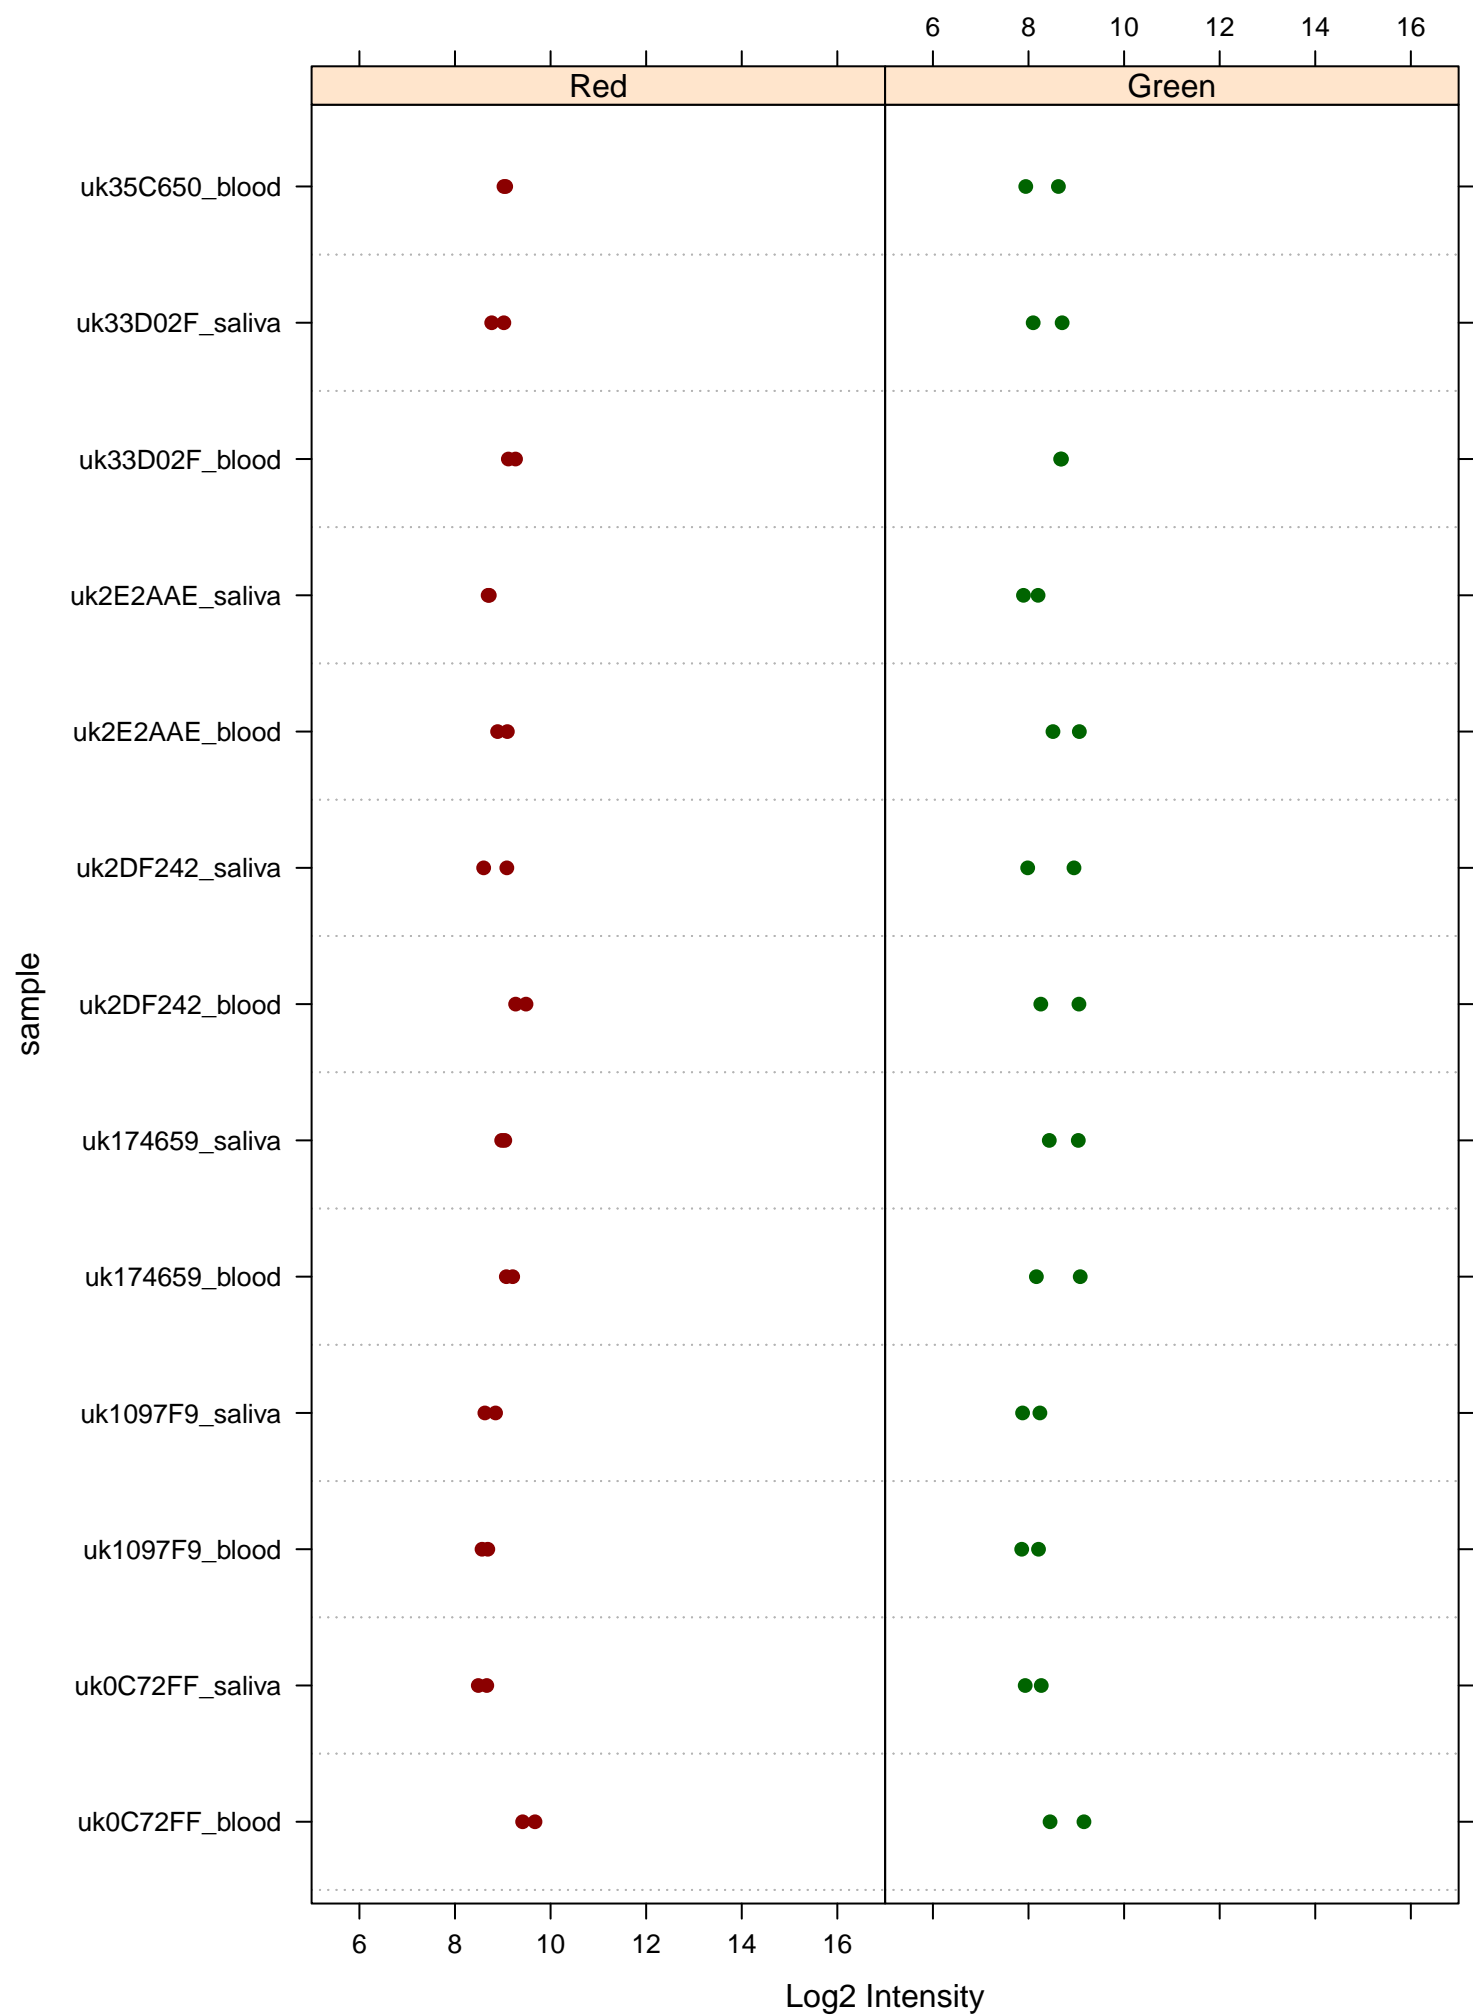 6 8 10 12 14 16
Red Green
uk35C650_blood
uk33D02F_saliva
uk33D02F_blood
uk2E2AAE_saliva
uk2E2AAE_blood
uk2DF242_saliva
sample
uk2DF242_blood
uk174659_saliva
uk174659_blood
uk1097F9_saliva
uk1097F9_blood
uk0C72FF_saliva
uk0C72FF_blood
6 8 10 12 14 16
Log2 Intensity